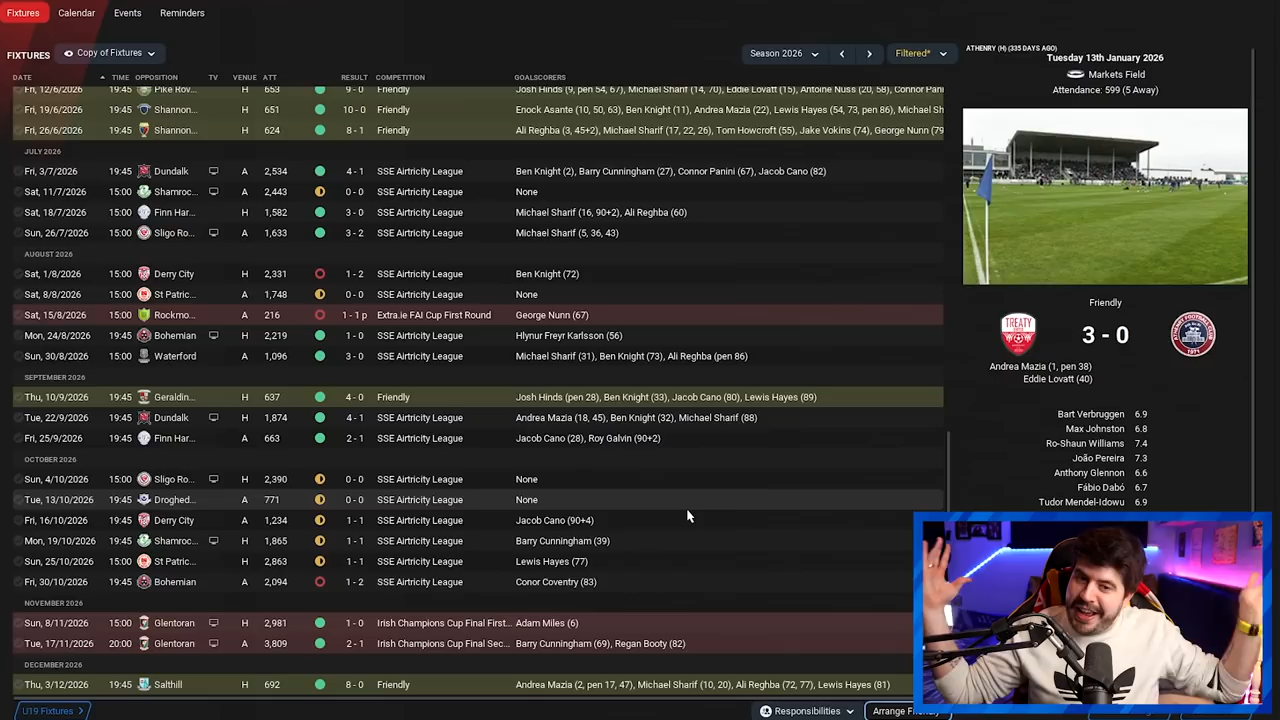 Fixtures Calendar Events Reminders
FIXTURES Copy of Fixtures Season 2026 Filtered*
DATE TIME OPPOSITION TV VENUE ATT RESULT COMPETITION GOALSCORERS
Fri, 12/6/2026 19:45 Pike Rov... H 653 9 - 0 Friendly Josh Hinds (9, pen 54, 67), Michael Sharif (14, 70), Eddie Lovatt (15), Antoine Nuss (20, 58), Connor Pani
Fri, 19/6/2026 19:45 Shannon... H 651 10 - 0 Friendly Enock Asante (10, 50, 63), Ben Knight (11), Andrea Mazia (22), Lewis Hayes (54, 73, pen 86), Michael Sh
Fri, 26/6/2026 19:45 Shannon... H 624 8 - 1 Friendly Ali Reghba (3, 45+2), Michael Sharif (17, 22, 26), Tom Howcroft (55), Jake Vokins (74), George Nunn (79
JULY 2026
Fri, 3/7/2026 19:45 Dundalk A 2,534 4 - 1 SSE Airtricity League Ben Knight (2), Barry Cunningham (27), Connor Panini (67), Jacob Cano (82)
Sat, 11/7/2026 15:00 Shamroc... A 2,443 0 - 0 SSE Airtricity League None
Sat, 18/7/2026 15:00 Finn Har... H 1,582 3 - 0 SSE Airtricity League Michael Sharif (16, 90+2), Ali Reghba (60)
Sun, 26/7/2026 15:00 Sligo Ro... A 1,633 3 - 2 SSE Airtricity League Michael Sharif (5, 36, 43)
AUGUST 2026
Sat, 1/8/2026 15:00 Derry City H 2,331 1 - 2 SSE Airtricity League Ben Knight (72)
Sat, 8/8/2026 15:00 St Patric... A 1,748 0 - 0 SSE Airtricity League None
Sat, 15/8/2026 15:00 Rockmo... A 216 1 - 1 p Extra.ie FAI Cup First Round George Nunn (67)
Mon, 24/8/2026 19:45 Bohemian H 2,219 1 - 0 SSE Airtricity League Hlynur Freyr Karlsson (56)
Sun, 30/8/2026 15:00 Waterford A 1,096 3 - 0 SSE Airtricity League Michael Sharif (31), Ben Knight (73), Ali Reghba (pen 86)
SEPTEMBER 2026
Thu, 10/9/2026 19:45 Geraldin... H 637 4 - 0 Friendly Josh Hinds (pen 28), Ben Knight (33), Jacob Cano (80), Lewis Hayes (89)
Tue, 22/9/2026 19:45 Dundalk H 1,874 4 - 1 SSE Airtricity League Andrea Mazia (18, 45), Ben Knight (32), Michael Sharif (88)
Fri, 25/9/2026 19:45 Finn Har... A 663 2 - 1 SSE Airtricity League Jacob Cano (28), Roy Galvin (90+2)
OCTOBER 2026
Sun, 4/10/2026 19:45 Sligo Ro... H 2,390 0 - 0 SSE Airtricity League None
Tue, 13/10/2026 19:45 Droghed... A 771 0 - 0 SSE Airtricity League None
Fri, 16/10/2026 19:45 Derry City A 1,234 1 - 1 SSE Airtricity League Jacob Cano (90+4)
Mon, 19/10/2026 19:45 Shamroc... H 1,865 1 - 1 SSE Airtricity League Barry Cunningham (39)
Sun, 25/10/2026 19:45 St Patric... H 2,863 1 - 1 SSE Airtricity League Lewis Hayes (77)
Fri, 30/10/2026 19:45 Bohemian A 2,094 1 - 2 SSE Airtricity League Conor Coventry (83)
NOVEMBER 2026
Sun, 8/11/2026 15:00 Glentoran H 2,981 1 - 0 Irish Champions Cup Final First... Adam Miles (6)
Tue, 17/11/2026 20:00 Glentoran A 3,809 2 - 1 Irish Champions Cup Final Sec... Barry Cunningham (69), Regan Booty (82)
DECEMBER 2026
Thu, 3/12/2026 19:45 Salthill H 692 8 - 0 Friendly Andrea Mazia (2, pen 17, 47), Michael Sharif (10, 20), Ali Reghba (72, 77), Lewis Hayes (81)
U19 Fixtures Responsibilities Arrange Friendly
ATHENRY (H) (335 DAYS AGO)
Tuesday 13th January 2026
Markets Field
Attendance: 599 (5 Away)
Friendly
TREATY 3 - 0
Andrea Mazia (1, pen 38)
Eddie Lovatt (40)
Bart Verbruggen 6.9
Max Johnston 6.8
Ro-Shaun Williams 7.4
João Pereira 7.3
Anthony Glennon 6.6
Fábio Dabó 6.7
Tudor Mendel-Idowu 6.9